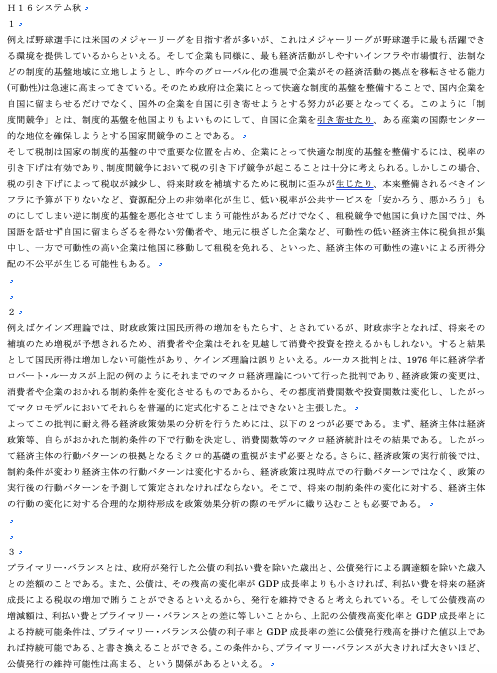 Ｈ１６システム秋
１
例えば野球選手には米国のメジャーリーグを目指す者が多いが、これはメジャーリーグが野球選手に最も活躍でき
る環境を提供しているからといえる。そして企業も同様に、最も経済活動がしやすいインフラや市場慣行、法制な
どの制度的基盤地域に立地しようとし、昨今のグローバル化の進展で企業がその経済活動の拠点を移転させる能力
(可動性)は急速に高まってきている。そのため政府は企業にとって快適な制度的基盤を整備することで、国内企業を
自国に留まらせるだけでなく、国外の企業を自国に引き寄せようとする努力が必要となってくる。このように「制
度間競争」とは、制度的基盤を他国よりもよいものにして、自国に企業を引き寄せたり、ある産業の国際センター
的な地位を確保しようとする国家間競争のことである。
そして税制は国家の制度的基盤の中で重要な位置を占め、企業にとって快適な制度的基盤を整備するには、税率の
引き下げは有効であり、制度間競争において税の引き下げ競争が起こることは十分に考えられる。しかしこの場合、
税の引き下げによって税収が減少し、将来財政を補填するために税制に歪みが生じたり、本来整備されるべきイン
フラに予算が下りないなど、資源配分上の非効率化が生じ、低い税率が公共サービスを「安かろう、悪かろう」も
のにしてしまい逆に制度的基盤を悪化させてしまう可能性があるだけでなく、租税競争で他国に負けた国では、外
国語を話せず自国に留まらざるを得ない労働者や、地元に根ざした企業など、可動性の低い経済主体に税負担が集
中し、一方で可動性の高い企業は他国に移動して租税を免れる、といった、経済主体の可動性の違いによる所得分
配の不公平が生じる可能性もある。
２
例えばケインズ理論では、財政政策は国民所得の増加をもたらす、とされているが、財政赤字となれば、将来その
補填のため増税が予想されるため、消費者や企業はそれを見越して消費や投資を控えるかもしれない。すると結果
として国民所得は増加しない可能性があり、ケインズ理論は誤りといえる。ルーカス批判とは、1976 年に経済学者
ロバート・ルーカスが上記の例のようにそれまでのマクロ経済理論について行った批判であり、経済政策の変更は、
消費者や企業のおかれる制約条件を変化させるものであるから、その都度消費関数や投資関数は変化し、したがっ
てマクロモデルにおいてそれらを普遍的に定式化することはできないと主張した。
よってこの批判に耐え得る経済政策効果の分析を行うためには、以下の２つが必要である。まず、経済主体は経済
政策等、自らがおかれた制約条件の下で行動を決定し、消費関数等のマクロ経済統計はその結果である。したがっ
て経済主体の行動パターンの根拠となるミクロ的基礎の重視がまず必要となる。さらに、経済政策の実行前後では、
制約条件が変わり経済主体の行動パターンは変化するから、経済政策は現時点での行動パターンではなく、政策の
実行後の行動パターンを予測して策定されなければならない。そこで、将来の制約条件の変化に対する、経済主体
の行動の変化に対する合理的な期待形成を政策効果分析の際のモデルに織り込むことも必要である。
３
プライマリー・バランスとは、政府が発行した公債の利払い費を除いた歳出と、公債発行による調達額を除いた歳入
との差額のことである。また、公債は、その残高の変化率が GDP 成長率よりも小さければ、利払い費を将来の経済
成長による税収の増加で賄うことができるといえるから、発行を維持できると考えられている。そして公債残高の
増減額は、利払い費とプライマリー・バランスとの差に等しいことから、上記の公債残高変化率と GDP 成長率とに
よる持続可能条件は、プライマリー・バランス公債の利子率と GDP 成長率の差に公債発行残高を掛けた値以上であ
れば持続可能である、と書き換えることができる。この条件から、プライマリー・バランスが大きければ大きいほど、
公債発行の維持可能性は高まる、という関係があるといえる。